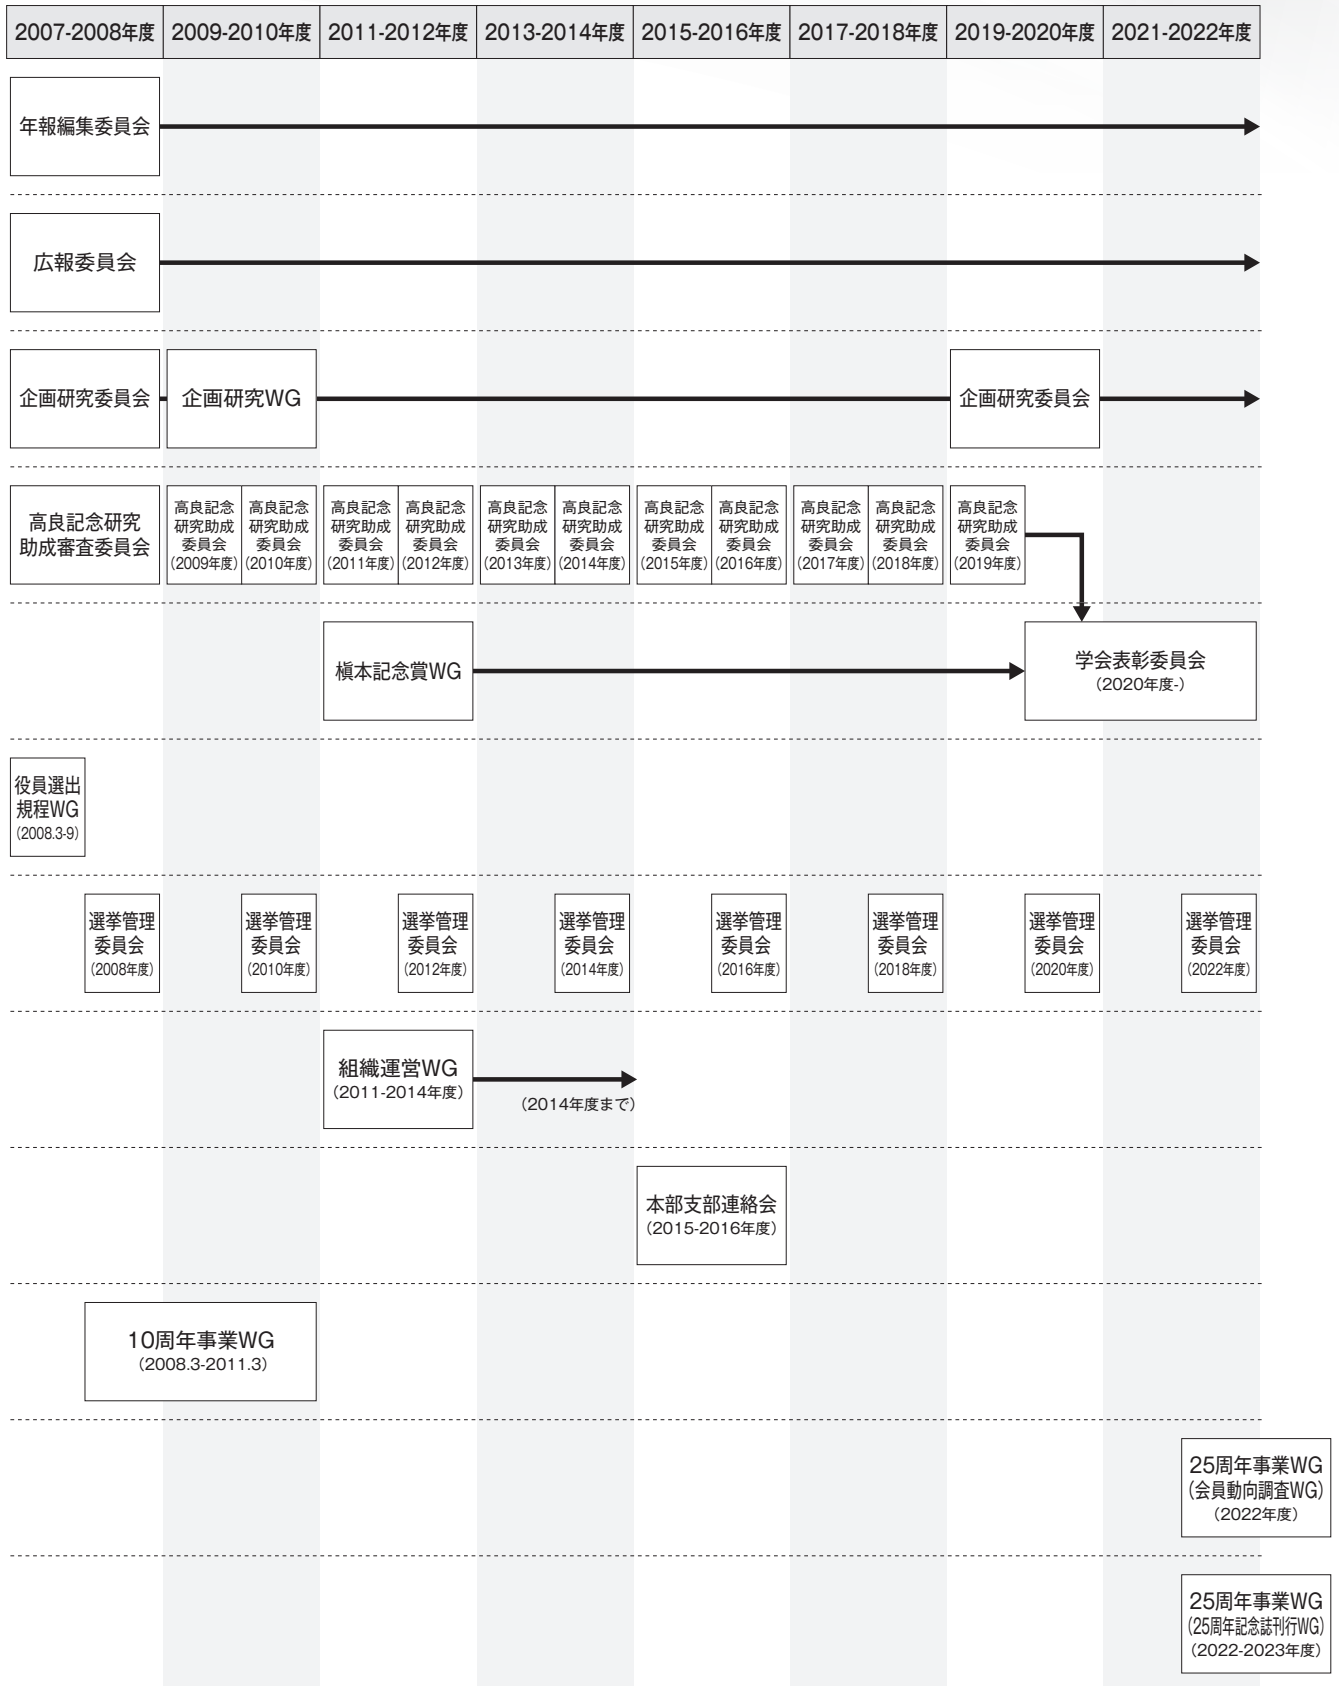 2007-2008年度
2009-2010年度
2011-2012年度
2013-2014年度
2015-2016年度
2017-2018年度
2019-2020年度
2021-2022年度
年報編集委員会
広報委員会
企画研究委員会
企画研究WG
企画研究委員会
高良記念研究
助成審査委員会
高良記念
研究助成
委員会
(2009年度)
高良記念
研究助成
委員会
(2010年度)
高良記念
研究助成
委員会
(2011年度)
高良記念
研究助成
委員会
(2012年度)
高良記念
研究助成
委員会
(2013年度)
高良記念
研究助成
委員会
(2014年度)
高良記念
研究助成
委員会
(2015年度)
高良記念
研究助成
委員会
(2016年度)
高良記念
研究助成
委員会
(2017年度)
高良記念
研究助成
委員会
(2018年度)
高良記念
研究助成
委員会
(2019年度)
槇本記念賞WG
学会表彰委員会
(2020年度-)
役員選出
規程WG
(2008.3-9)
選挙管理
委員会
(2008年度)
選挙管理
委員会
(2010年度)
選挙管理
委員会
(2012年度)
選挙管理
委員会
(2014年度)
選挙管理
委員会
(2016年度)
選挙管理
委員会
(2018年度)
選挙管理
委員会
(2020年度)
選挙管理
委員会
(2022年度)
組織運営WG
(2011-2014年度)
(2014年度まで)
本部支部連絡会
(2015-2016年度)
10周年事業WG
(2008.3-2011.3)
25周年事業WG
(会員動向調査WG)
(2022年度)
25周年事業WG
(25周年記念誌刊行WG)
(2022-2023年度)